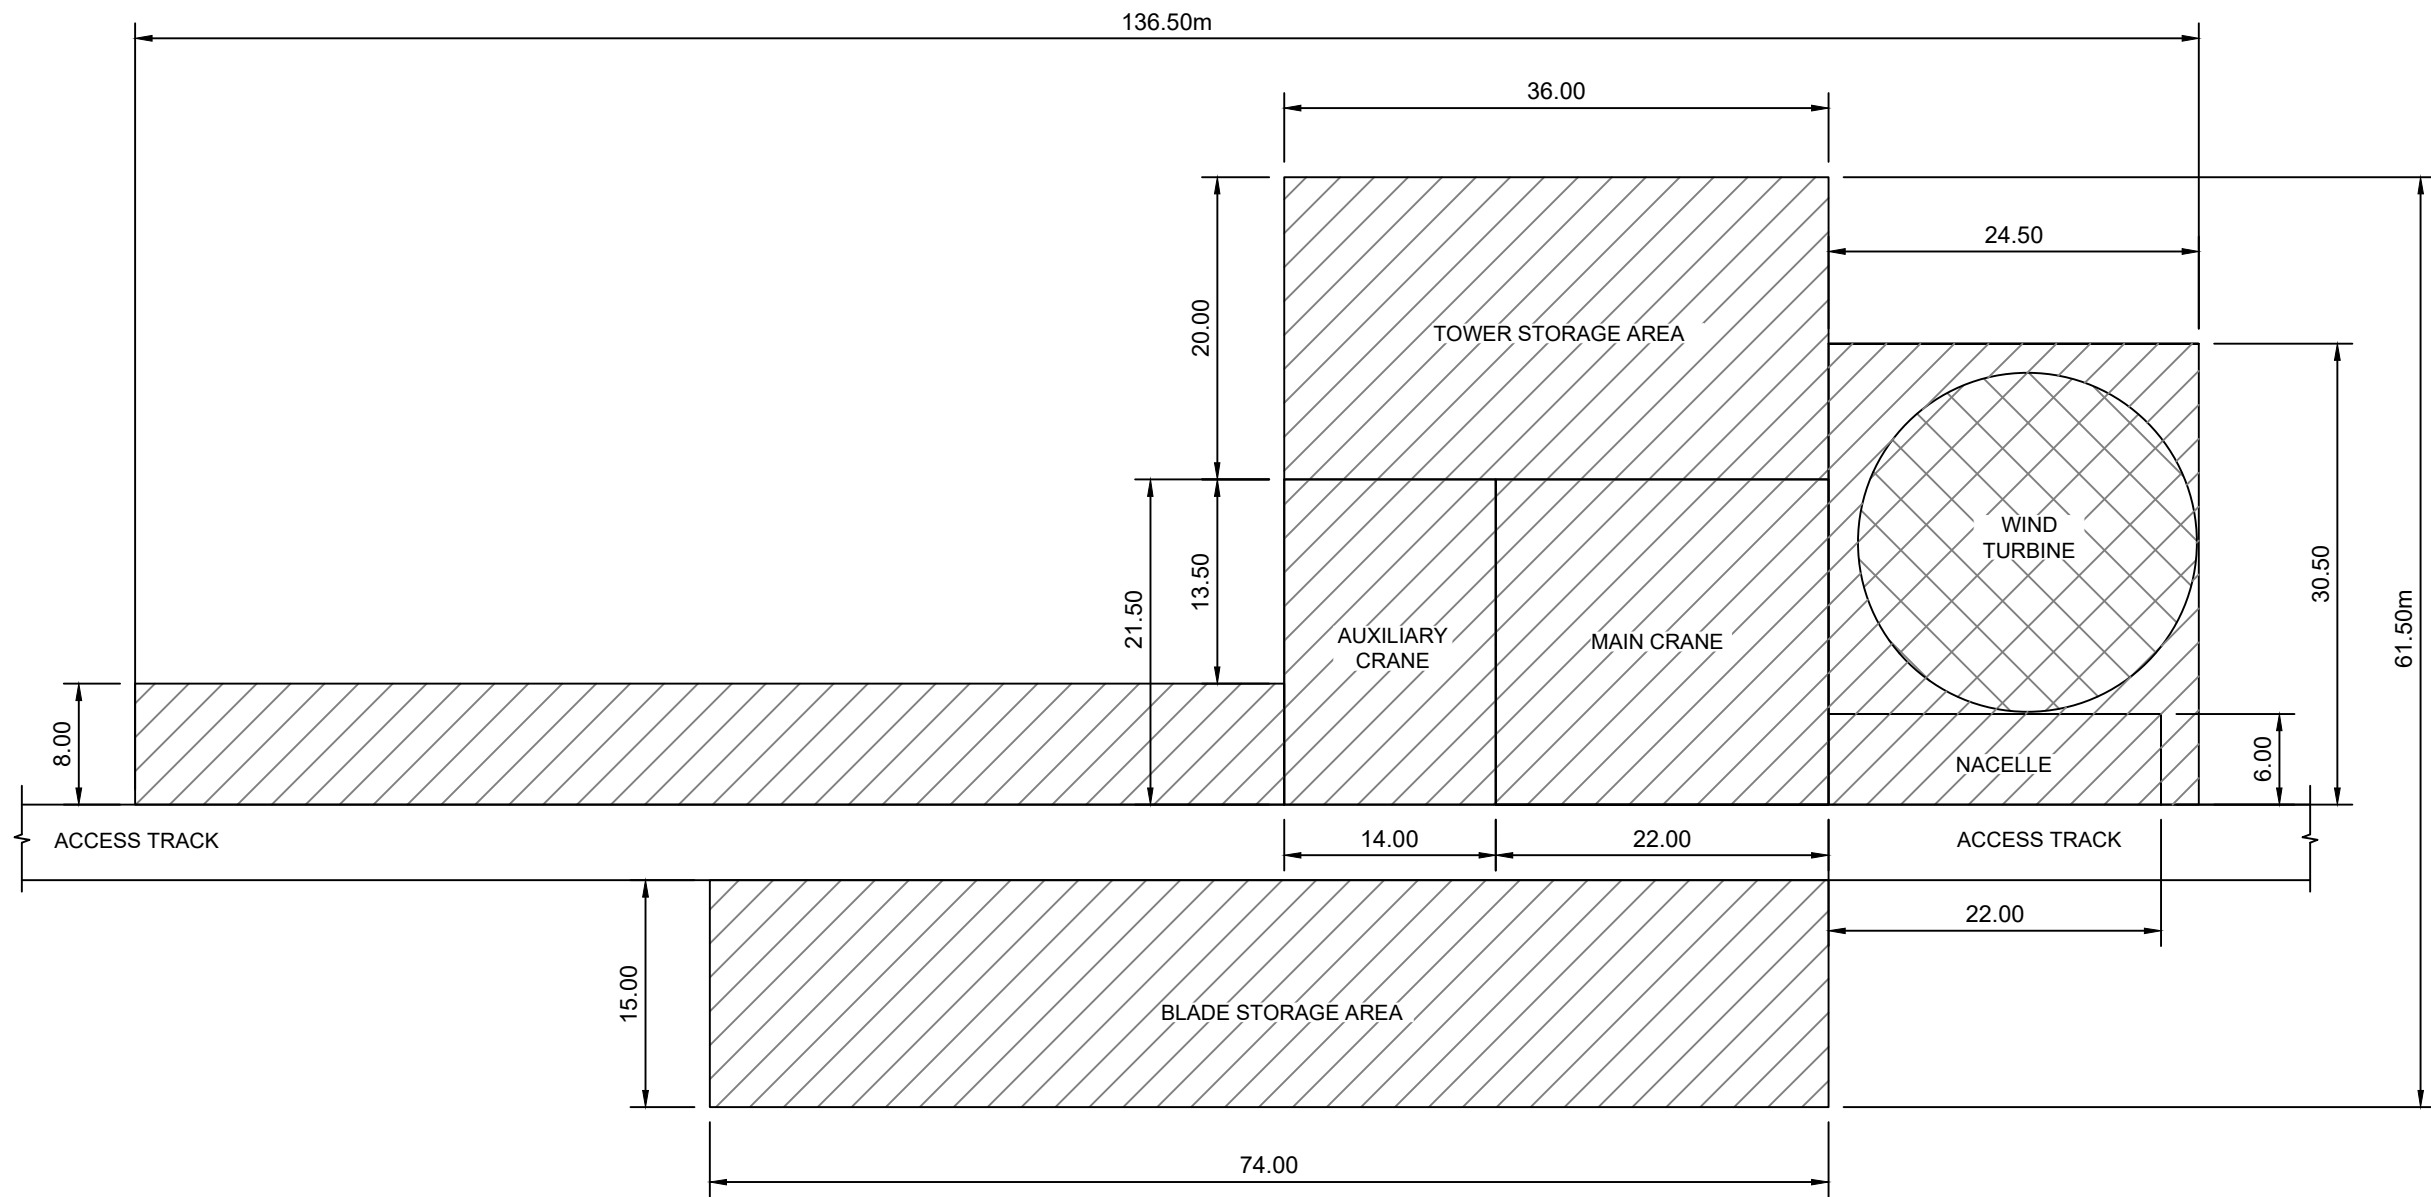 136.50m
36.00
24.50
20.00
TOWER STORAGE AREA
WIND
TURBINE
30.50
61.50m
13.50
21.50
AUXILIARY
CRANE
MAIN CRANE
8.00
NACELLE
6.00
ACCESS TRACK
14.00
22.00
ACCESS TRACK
22.00
15.00
BLADE STORAGE AREA
74.00